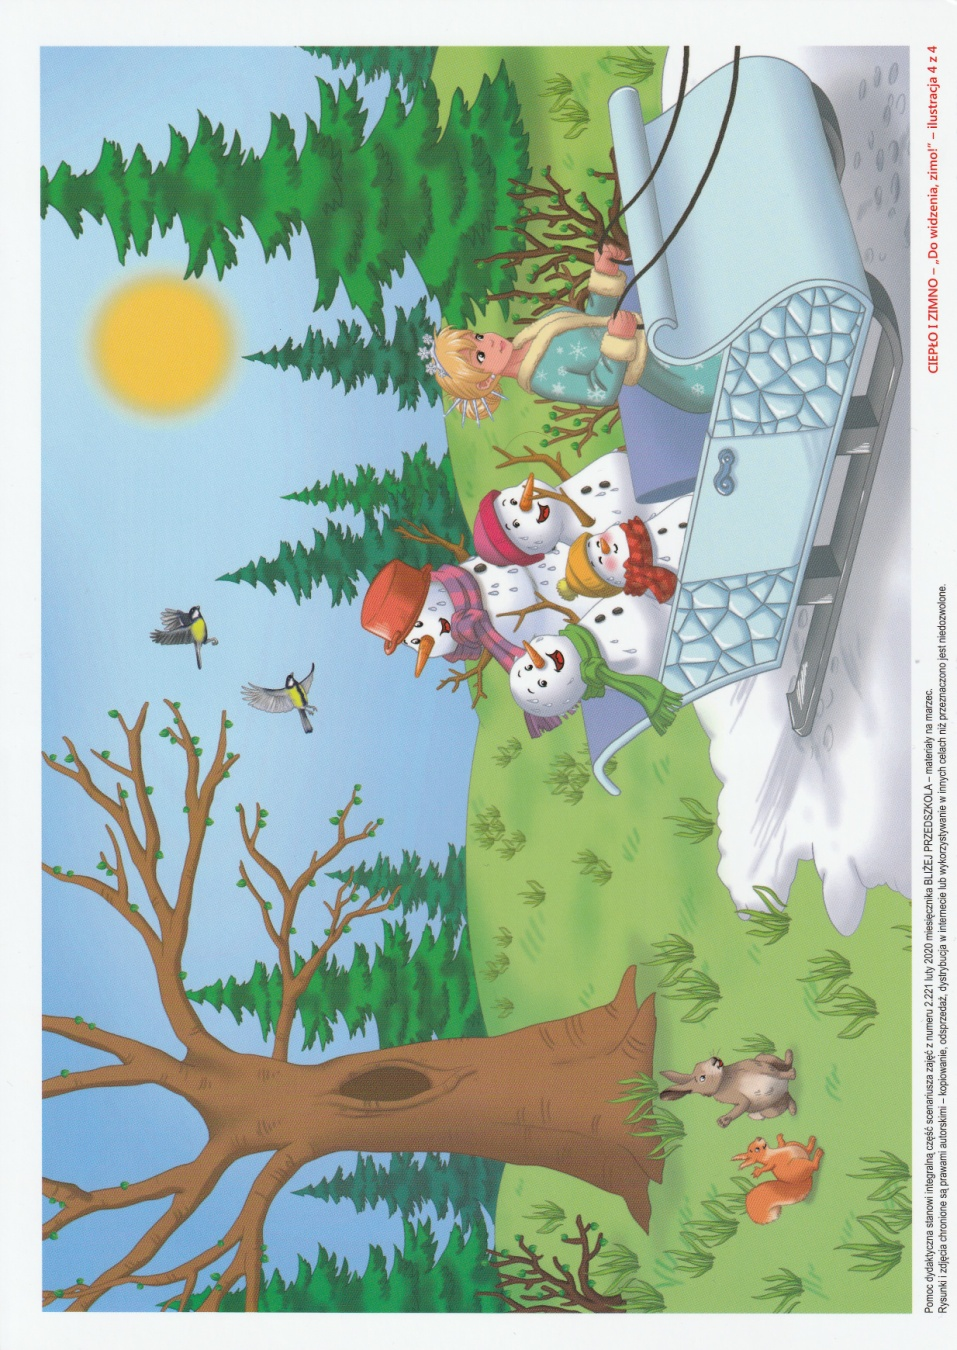 CIEPŁO I ZIMNO – „Do widzenia, zimo!” – ilustracja 4 z 4
Pomoc dydaktyczna stanowi integralną część scenariusza zajęć z numeru 2.221 luty 2020 miesięcznika BLIŻEJ PRZEDSZKOLA – materiały na marzec.
Rysunki i zdjęcia chronione są prawami autorskimi – kopiowanie, odsprzedaż, dystrybucja w internecie lub wykorzystywanie w innych celach niż przeznaczono jest niedozwolone.